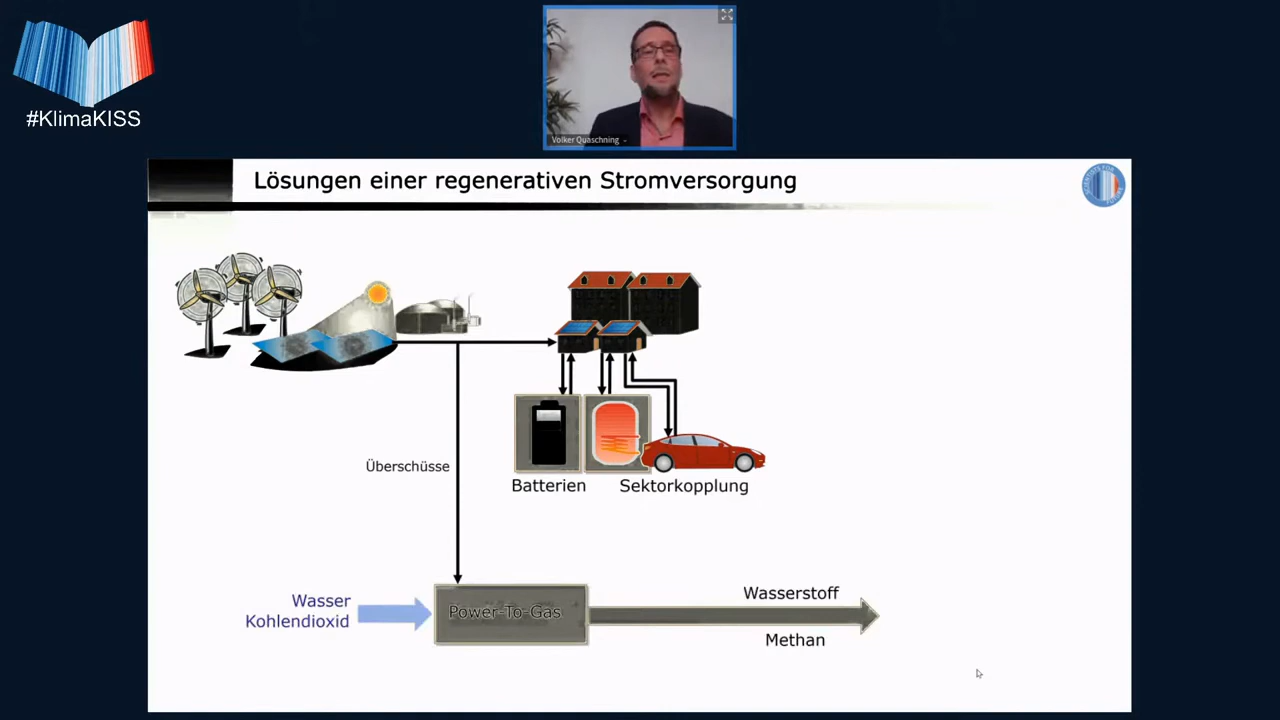 #KlimaKISS
Volker Quaschning
Lösungen einer regenerativen Stromversorgung
Überschüsse
Batterien
Sektorkopplung
Wasser
Kohlendioxid
Power-To-Gas
Wasserstoff
Methan